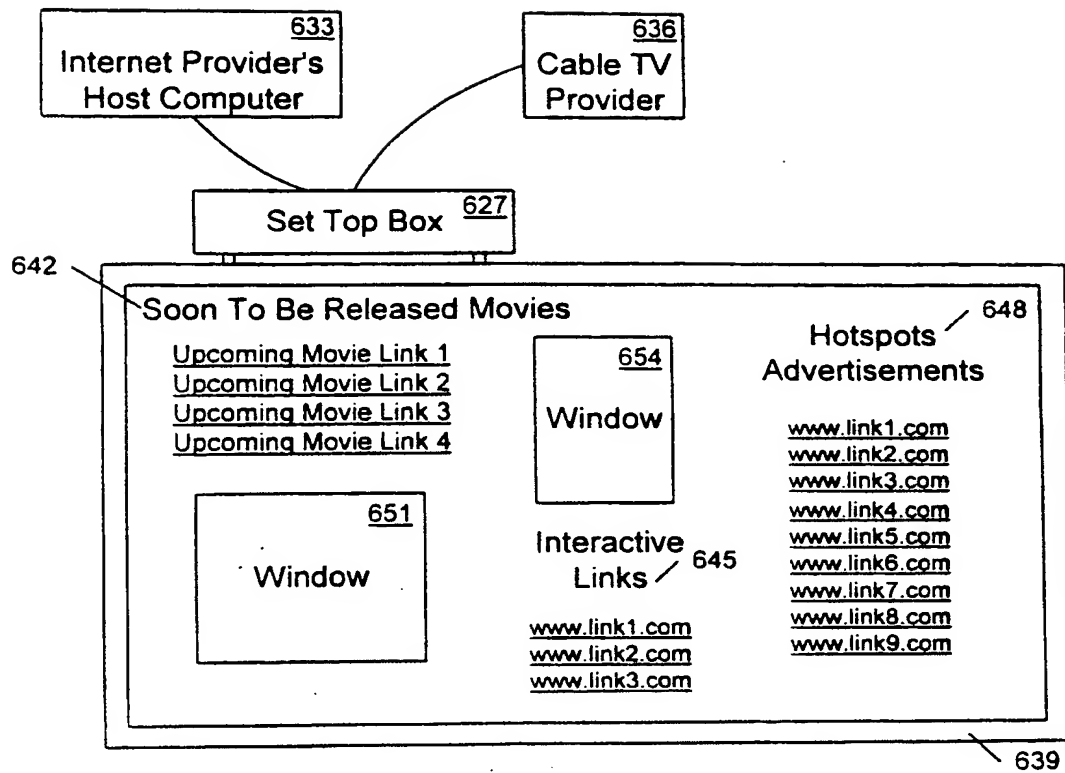 633
Internet Provider's
Host Computer
636
Cable TV
Provider
Set Top Box 627
642
Soon To Be Released Movies
Upcoming Movie Link 1
Upcoming Movie Link 2
Upcoming Movie Link 3
Upcoming Movie Link 4
654
Window
651
Window
Interactive
Links 645
www.link1.com
www.link2.com
www.link3.com
648
Hotspots
Advertisements
www.link1.com
www.link2.com
www.link3.com
www.link4.com
www.link5.com
www.link6.com
www.link7.com
www.link8.com
www.link9.com
639